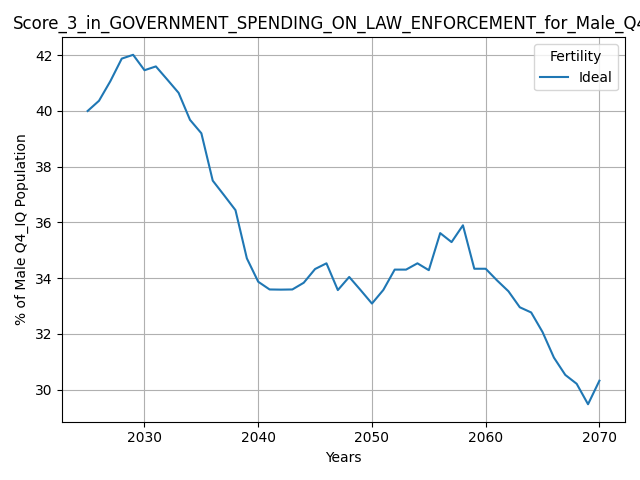 Score_3_in_GOVERNMENT_SPENDING_ON_LAW_ENFORCEMENT_for_Male_Q4
Fertility
Ideal
42
40
38
36
34
32
30
% of Male Q4_IQ Population
2030 2040 2050 2060 2070
Years